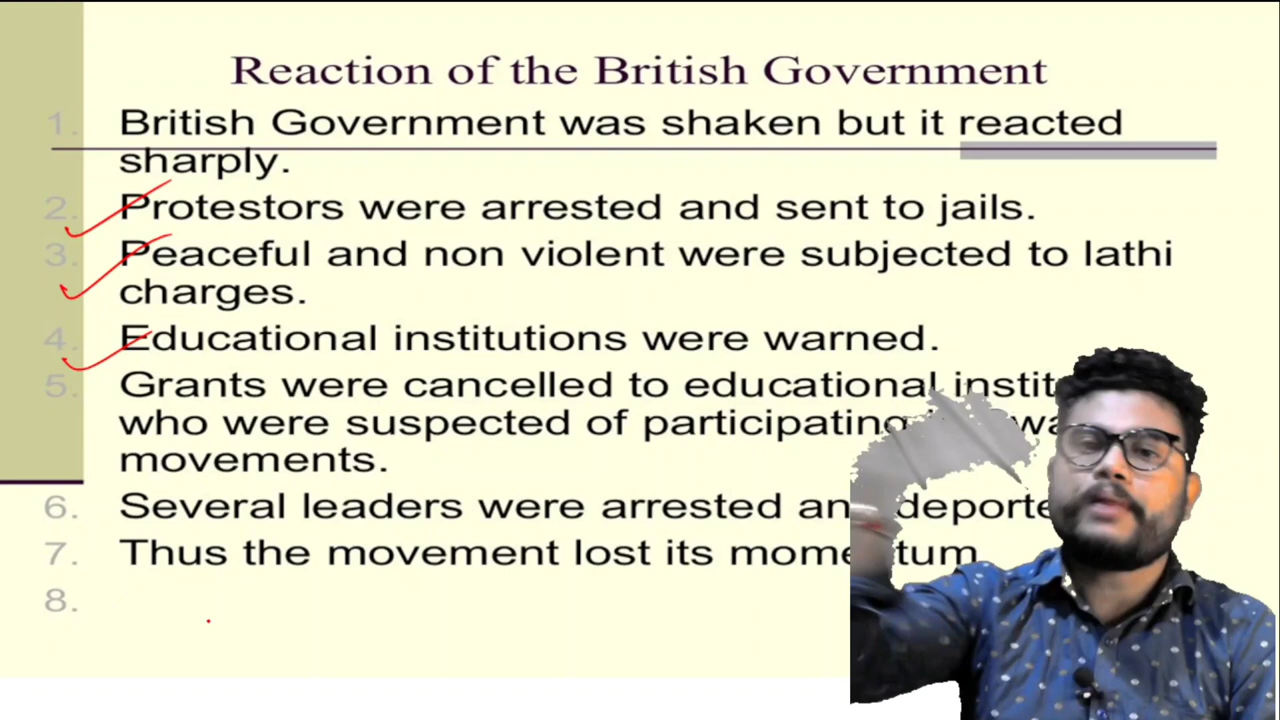 Reaction of the British Government
1. British Government was shaken but it reacted
sharply.
2. Protestors were arrested and sent to jails.
3. Peaceful and non violent were subjected to lathi
charges.
4. Educational institutions were warned.
5. Grants were cancelled to educational
who were suspected of participating
movements.
6. Several leaders were arrested
7. Thus the movement lost its momentum
8.